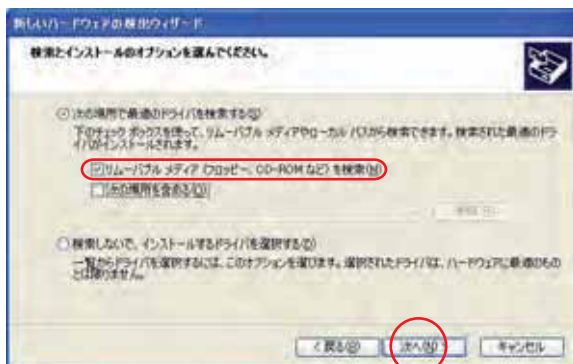 新しいハードウェアの検出ウィザード
検索とインストールのオプションを選んでください。
次の場所で最適のドライバを検索する(S)
下のチェック ボックスを使って、リムーバブル メディアやローカル パスから検索できます。検索された最適のドラ
イバがインストールされます。
リムーバブル メディア (フロッピー、CD-ROM など) を検索(M)
次の場所を含める(O)
検索しないで、インストールするドライバを選択する(D)
一覧からドライバを選択するには、このオプションを選びます。選択されたドライバは、ハードウェアに最適のもの
とは限りません。
< 戻る(B)
次へ(N) >
キャンセル